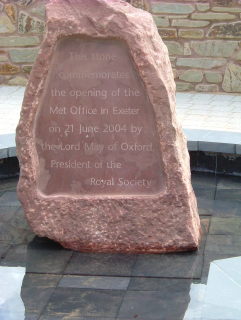 This stone
commemorates
the opening of the
Met Office in Exeter
on 21 June 2004 by
the Lord May of Oxford,
President of the
Royal Society